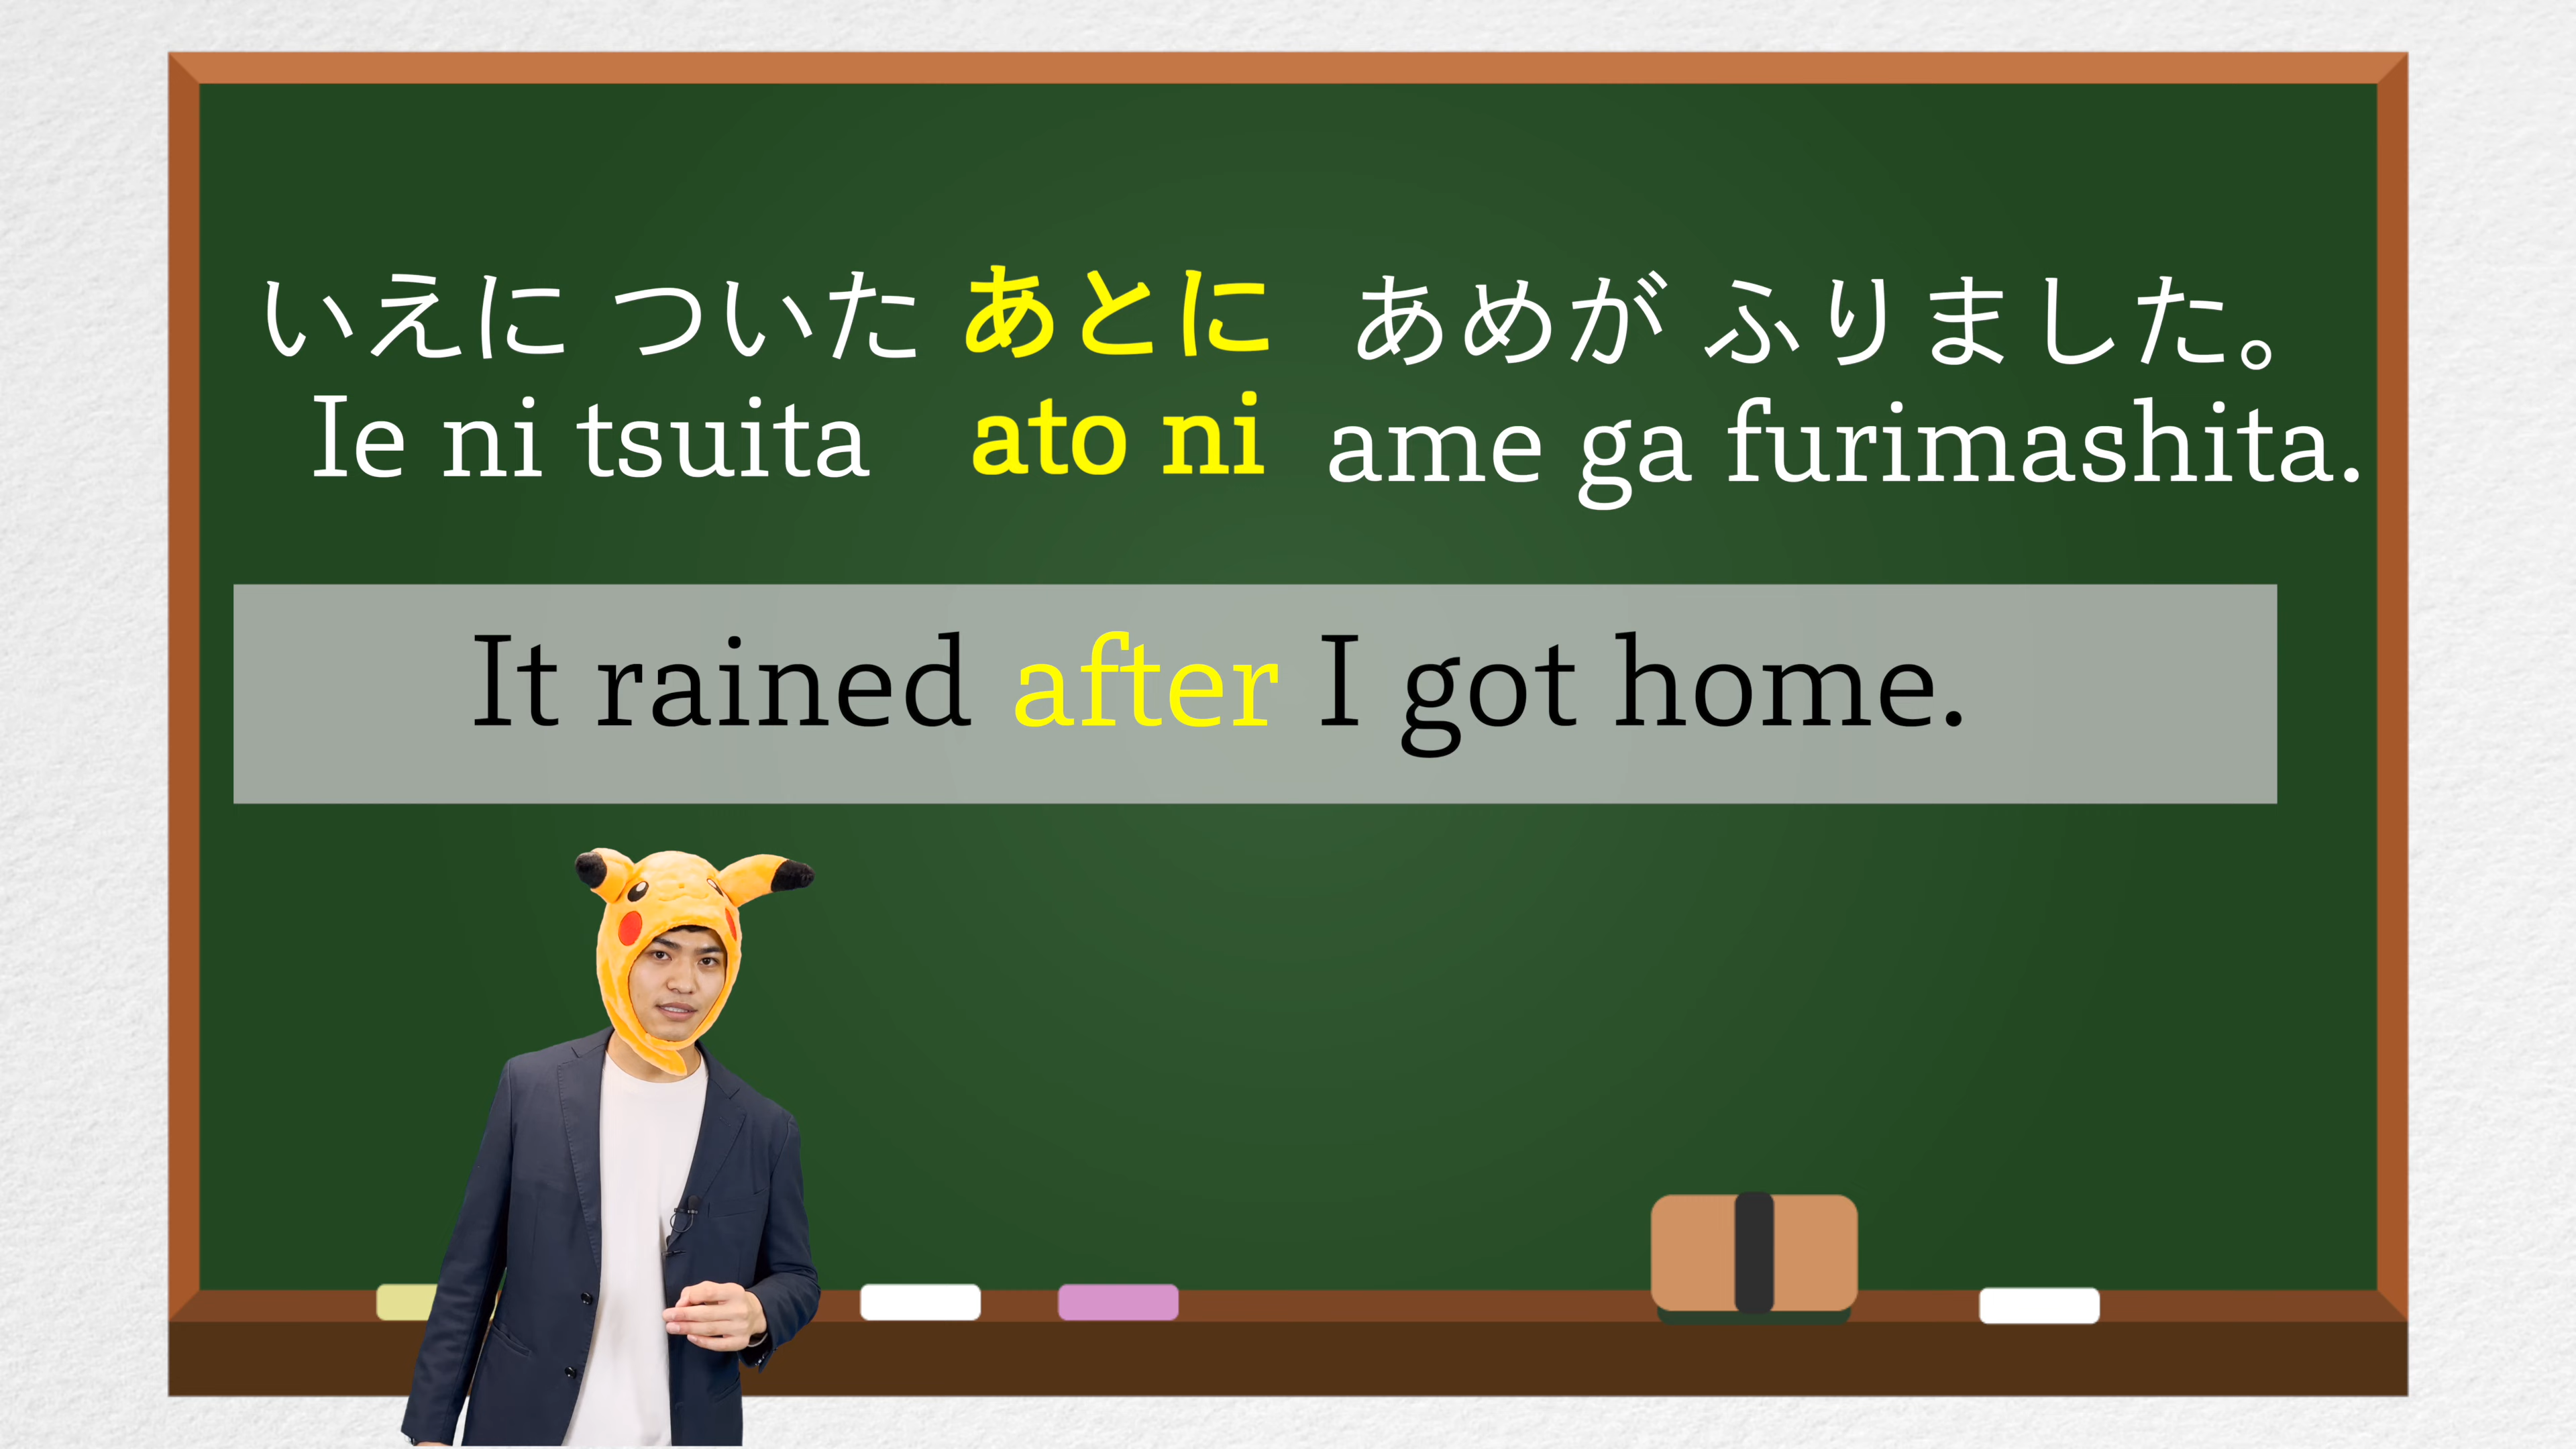 いえに ついた あとに あめが ふりました。
Ie ni tsuita ato ni ame ga furimashita.
It rained after I got home.